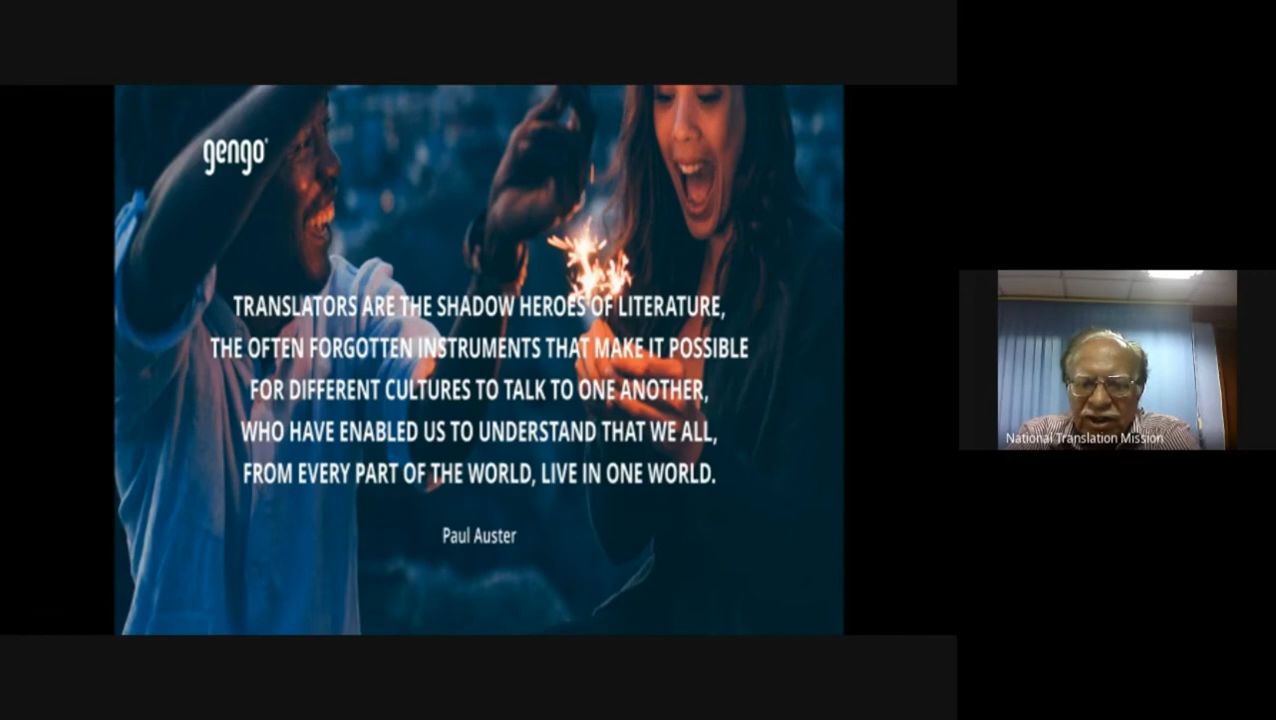 gengo
TRANSLATORS ARE THE SHADOW HEROES OF LITERATURE,
THE OFTEN FORGOTTEN INSTRUMENTS THAT MAKE IT POSSIBLE
FOR DIFFERENT CULTURES TO TALK TO ONE ANOTHER,
WHO HAVE ENABLED US TO UNDERSTAND THAT WE ALL,
FROM EVERY PART OF THE WORLD, LIVE IN ONE WORLD.
Paul Auster
National Translation Mission